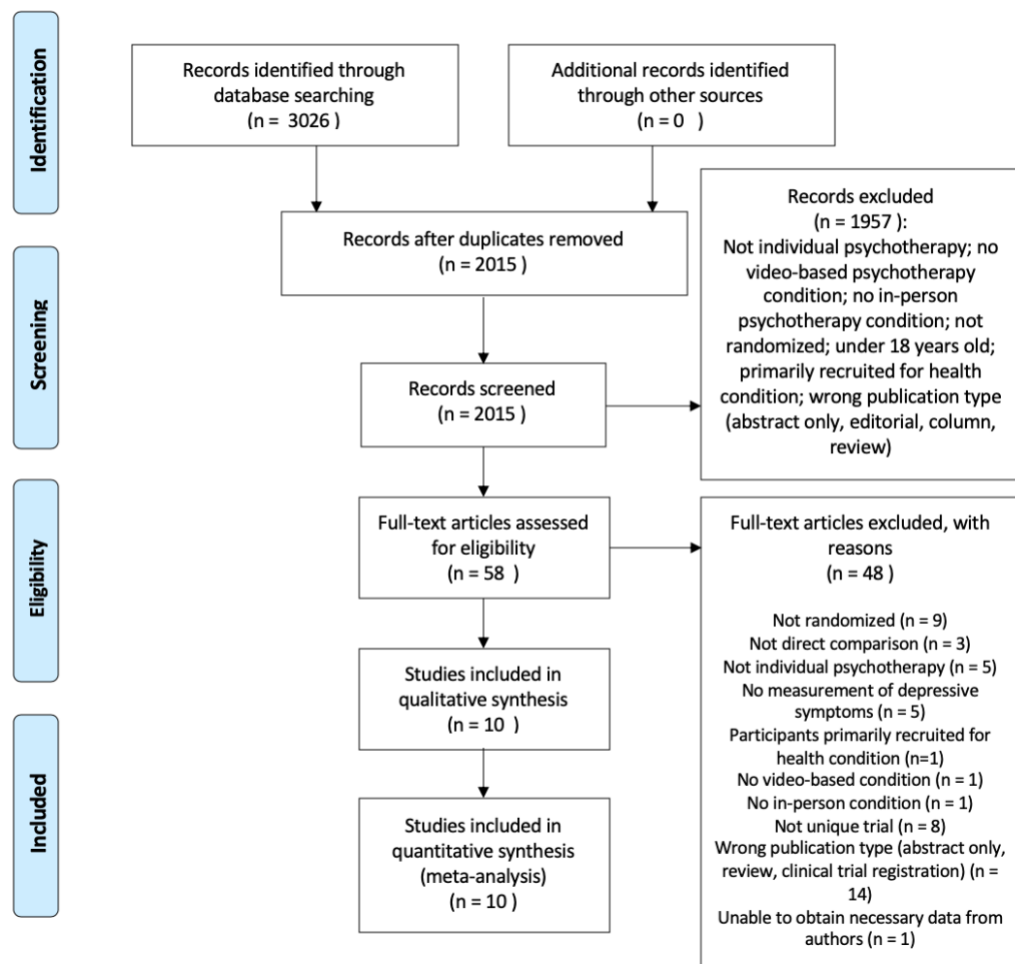 Identification
Records identified through
database searching
(n = 3026 )
Additional records identified
through other sources
(n = 0 )
Screening
Records after duplicates removed
(n = 2015 )
Records screened
(n = 2015 )
Records excluded
(n = 1957 ):
Not individual psychotherapy; no
video-based psychotherapy
condition; no in-person
psychotherapy condition; not
randomized; under 18 years old;
primarily recruited for health
condition; wrong publication type
(abstract only, editorial, column,
review)
Eligibility
Full-text articles assessed
for eligibility
(n = 58 )
Full-text articles excluded, with
reasons
(n = 48 )
Not randomized (n = 9)
Not direct comparison (n = 3)
Not individual psychotherapy (n = 5)
No measurement of depressive
symptoms (n = 5)
Participants primarily recruited for
health condition (n=1)
No video-based condition (n = 1)
No in-person condition (n = 1)
Not unique trial (n = 8)
Wrong publication type (abstract only,
review, clinical trial registration) (n =
14)
Unable to obtain necessary data from
authors (n = 1)
Studies included in
qualitative synthesis
(n = 10 )
Included
Studies included in
quantitative synthesis
(meta-analysis)
(n = 10 )